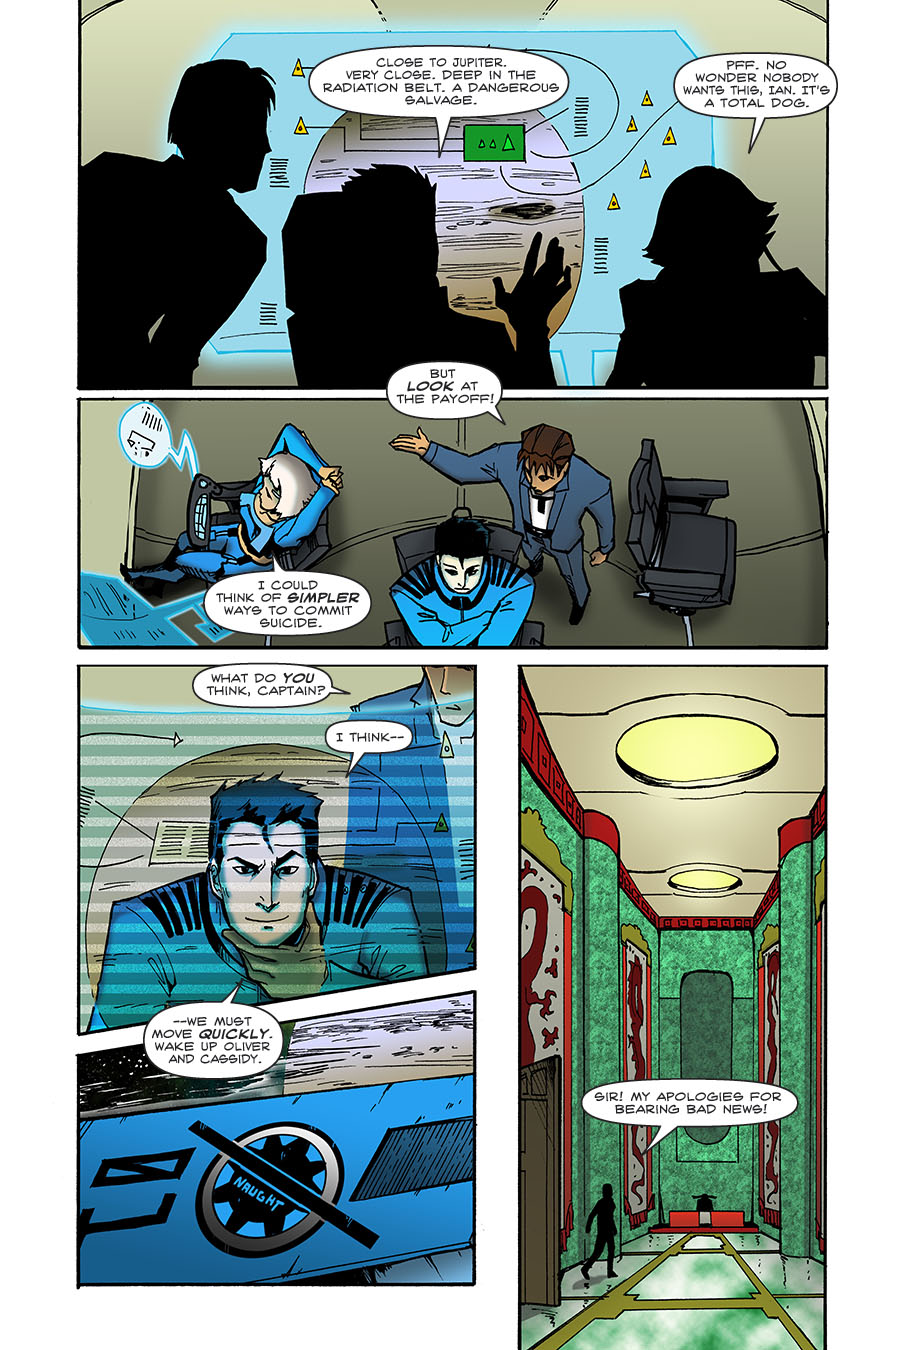 CLOSE TO JUPITER.
VERY CLOSE. DEEP IN THE
RADIATION BELT. A DANGEROUS
SALVAGE.
PFF. NO
WONDER NOBODY
WANTS THIS, IAN. IT'S
A TOTAL DOG.
BUT
LOOK AT
THE PAYOFF!
I COULD
THINK OF SIMPLER
WAYS TO COMMIT
SUICIDE.
WHAT DO YOU
THINK, CAPTAIN?
I THINK--
--WE MUST
MOVE QUICKLY.
WAKE UP OLIVER
AND CASSIDY.
NAUGHT
SIR! MY APOLOGIES FOR
BEARING BAD NEWS!